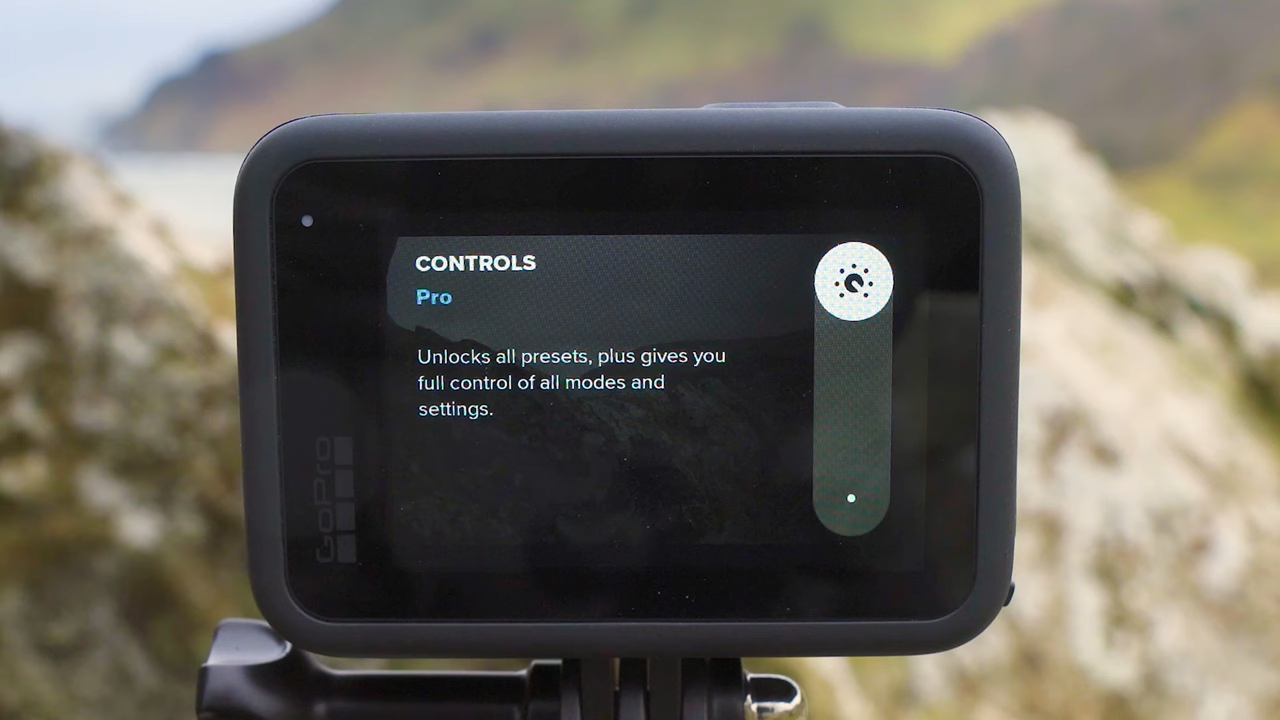 CONTROLS
Pro
Unlocks all presets, plus gives you
full control of all modes and
settings.
GoPro